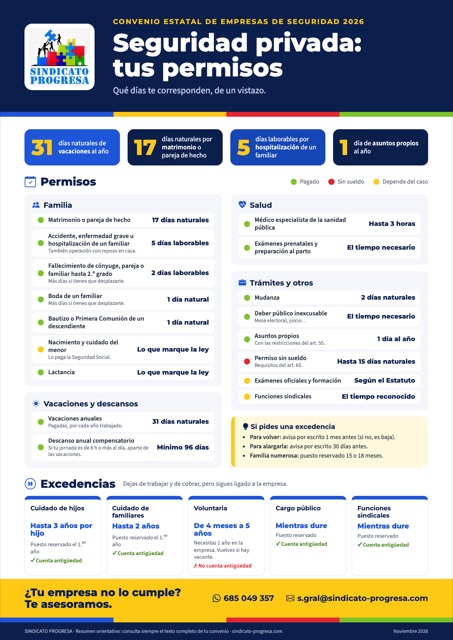 CONVENIO ESTATAL DE EMPRESAS DE SEGURIDAD 2026
Seguridad privada:
tus permisos
Qué días te corresponden, de un vistazo.
SINDICATO
PROGRESA
31
días naturales de
vacaciones al año
17
días naturales por
matrimonio o
pareja de hecho
5
días laborables por
hospitalización de un
familiar
1
día de asuntos propios
al año
Permisos
Pagado
Sin sueldo
Depende del caso
Familia
Matrimonio o pareja de hecho 17 días naturales
Accidente, enfermedad grave u
hospitalización de un familiar 5 días laborables
También operación con reposo en casa.
Fallecimiento de cónyuge, pareja o
familiar hasta 2.º grado 2 días laborables
Más días si tienes que desplazarte.
Boda de un familiar 1 día natural
Más días si tienes que desplazarte.
Bautizo o Primera Comunión de un
descendiente 1 día natural
Nacimiento y cuidado del
menor Lo que marque la ley
Lo paga la Seguridad Social.
Lactancia Lo que marque la ley
Vacaciones y descansos
Vacaciones anuales 31 días naturales
Pagadas, por cada año trabajado.
Descanso anual compensatorio Mínimo 96 días
Si tu jornada es de 8 h o más al día, aparte de
las vacaciones.
Salud
Médico especialista de la sanidad
pública Hasta 3 horas
Exámenes prenatales y
preparación al parto El tiempo necesario
Trámites y otros
Mudanza 2 días naturales
Deber público inexcusable El tiempo necesario
Mesa electoral, juicio...
Asuntos propios 1 día al año
Con las restricciones del art. 55.
Permiso sin sueldo Hasta 15 días naturales
Requisitos del art. 65.
Exámenes oficiales y formación Según el Estatuto
Funciones sindicales El tiempo reconocido
Si pides una excedencia
• Para volver: avisa por escrito 1 mes antes (si no, es baja).
• Para alargarla: avisa por escrito 30 días antes.
• Familia numerosa: puesto reservado 15 o 18 meses.
Excedencias
Dejas de trabajar y de cobrar, pero sigues ligado a la empresa.
Cuidado de hijos
Hasta 3 años por
hijo
Puesto reservado el 1.er
año
✓Cuenta antigüedad
Cuidado de
familiares
Hasta 2 años
Puesto reservado el 1.er
año
✓Cuenta antigüedad
Voluntaria
De 4 meses a 5
años
Necesitas 1 año en la
empresa. Vuelves si hay
vacante.
✗No cuenta antigüedad
Cargo público
Mientras dure
Puesto reservado
✓Cuenta antigüedad
Funciones
sindicales
Mientras dure
Puesto reservado
✓Cuenta antigüedad
¿Tu empresa no lo cumple?
Te asesoramos.
685 049 357
s.gral@sindicato-progresa.com
SINDICATO PROGRESA · Resumen orientativo: consulta siempre el texto completo de tu convenio · sindicato-progresa.com
Noviembre 2026